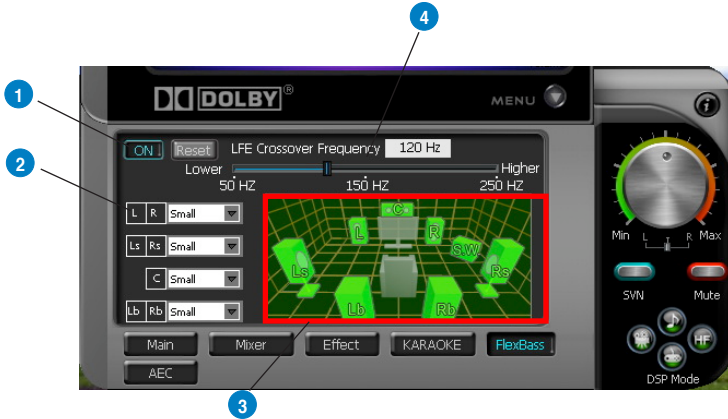 4
1
DOLBY®
MENU
i
ON Reset LFE Crossover Frequency 120 Hz
2
Lower Higher
50 HZ 150 HZ 250 HZ
L R Small
Ls Rs Small
C Small
Lb Rb Small
C
L R
S.W
Ls Rs
Lb Rb
Min L R Max
SVN Mute
HF
DSP Mode
Main Mixer Effect KARAOKE FlexBass
AEC
3